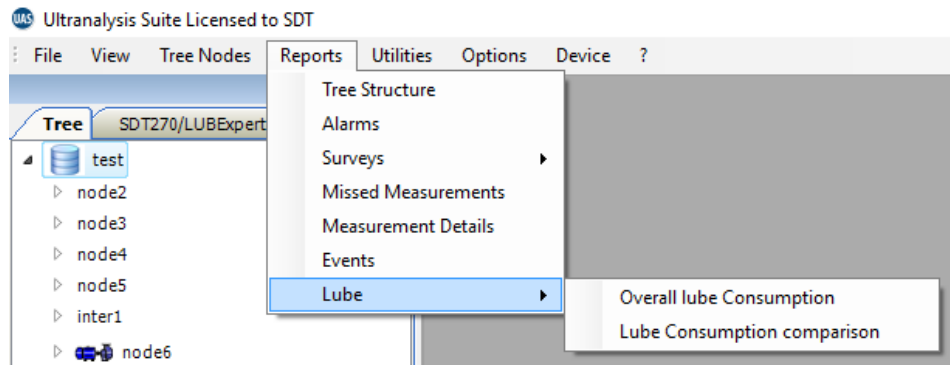 UAS Ultranalysis Suite Licensed to SDT
File View Tree Nodes Reports Utilities Options Device ?
Tree Structure
Tree SDT270/LUBExpert
Alarms
test
Surveys
node2
Missed Measurements
node3
Measurement Details
node4
Events
node5
Lube
Overall lube Consumption
inter1
Lube Consumption comparison
node6